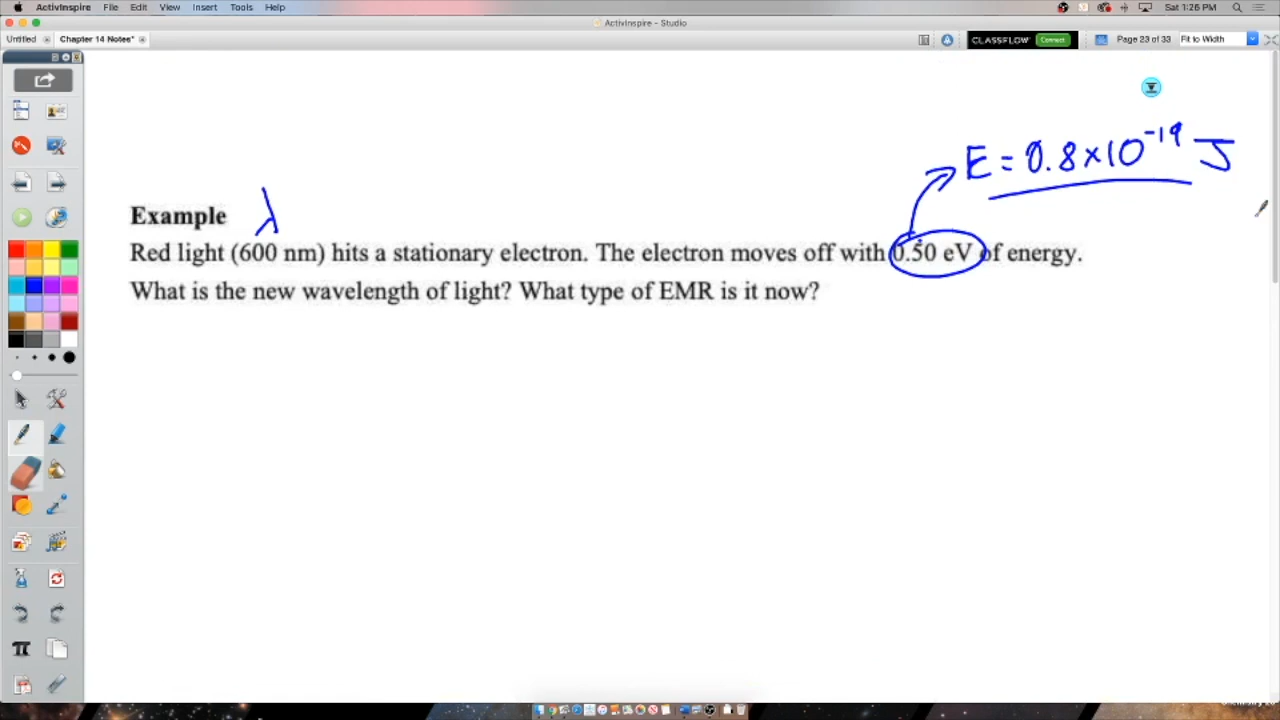 ActivInspire File Edit View Insert Tools Help Sat 1:26 PM
ActivInspire - Studio
Untitled Chapter 14 Notes* CLASSFLOW Connect Page 23 of 33 Fit to Width
E = 0.8×10⁻¹⁹ J
λ
Example
Red light (600 nm) hits a stationary electron. The electron moves off with 0.50 eV of energy.
What is the new wavelength of light? What type of EMR is it now?